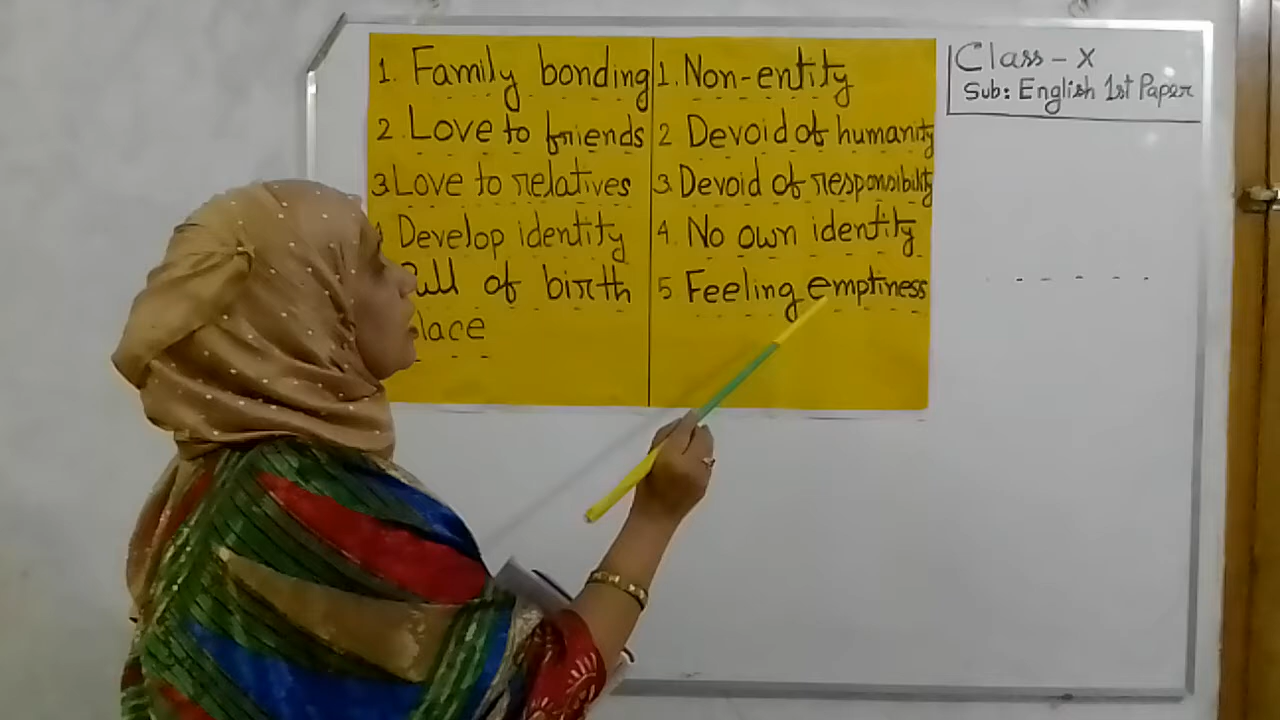 1. Family bonding
2. Love to friends
3. Love to relatives
Develop identity
of birth
1. Non-entity
2 Devoid of humanity
3. Devoid of responsibility
4. No own identity
5 Feeling emptiness
Class - X
Sub: English 1st Paper